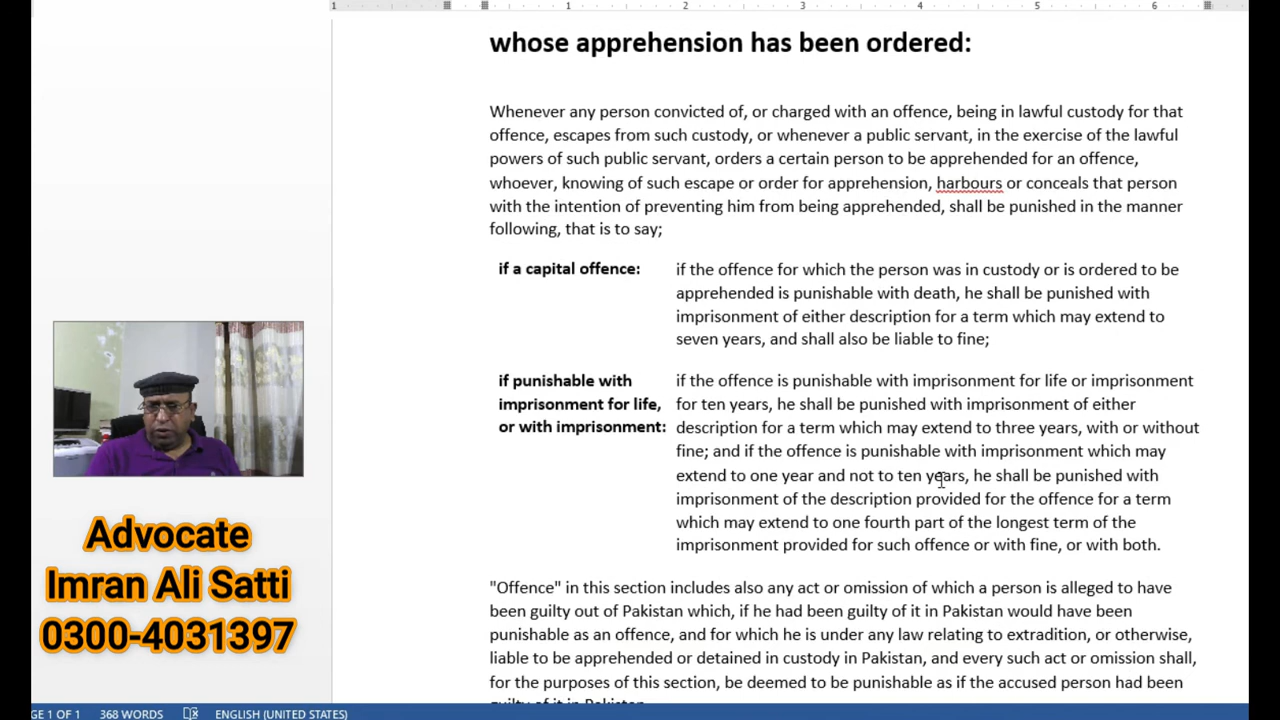 1 1 2 3 4 5 6
whose apprehension has been ordered:
Whenever any person convicted of, or charged with an offence, being in lawful custody for that
offence, escapes from such custody, or whenever a public servant, in the exercise of the lawful
powers of such public servant, orders a certain person to be apprehended for an offence,
whoever, knowing of such escape or order for apprehension, harbours or conceals that person
with the intention of preventing him from being apprehended, shall be punished in the manner
following, that is to say;
if a capital offence:
if the offence for which the person was in custody or is ordered to be
apprehended is punishable with death, he shall be punished with
imprisonment of either description for a term which may extend to
seven years, and shall also be liable to fine;
if punishable with
imprisonment for life,
or with imprisonment:
if the offence is punishable with imprisonment for life or imprisonment
for ten years, he shall be punished with imprisonment of either
description for a term which may extend to three years, with or without
fine; and if the offence is punishable with imprisonment which may
extend to one year and not to ten years, he shall be punished with
imprisonment of the description provided for the offence for a term
which may extend to one fourth part of the longest term of the
imprisonment provided for such offence or with fine, or with both.
"Offence" in this section includes also any act or omission of which a person is alleged to have
been guilty out of Pakistan which, if he had been guilty of it in Pakistan would have been
punishable as an offence, and for which he is under any law relating to extradition, or otherwise,
liable to be apprehended or detained in custody in Pakistan, and every such act or omission shall,
for the purposes of this section, be deemed to be punishable as if the accused person had been
guilty of it in Pakistan
Advocate
Imran Ali Satti
0300-4031397
GE 1 OF 1 368 WORDS ENGLISH (UNITED STATES)